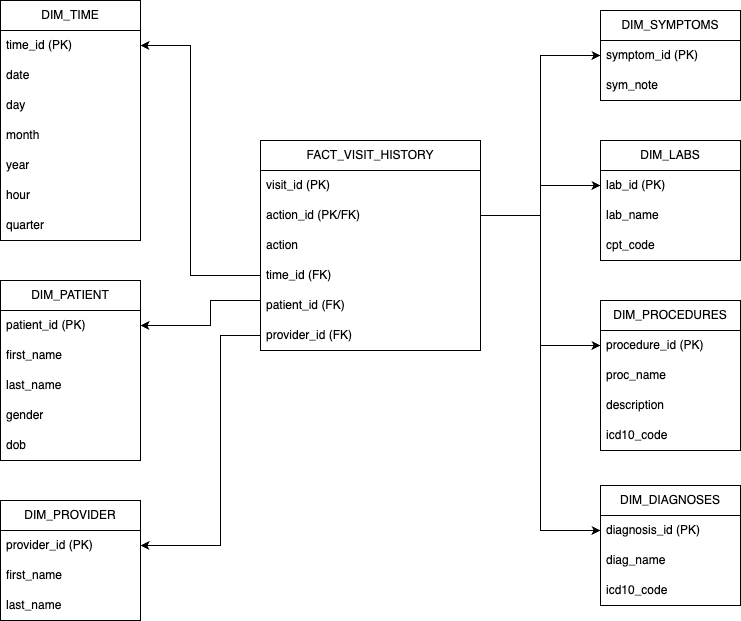 DIM_TIME
time_id (PK)
date
day
month
year
hour
quarter
DIM_PATIENT
patient_id (PK)
first_name
last_name
gender
dob
DIM_PROVIDER
provider_id (PK)
first_name
last_name
FACT_VISIT_HISTORY
visit_id (PK)
action_id (PK/FK)
action
time_id (FK)
patient_id (FK)
provider_id (FK)
DIM_SYMPTOMS
symptom_id (PK)
sym_note
DIM_LABS
lab_id (PK)
lab_name
cpt_code
DIM_PROCEDURES
procedure_id (PK)
proc_name
description
icd10_code
DIM_DIAGNOSES
diagnosis_id (PK)
diag_name
icd10_code